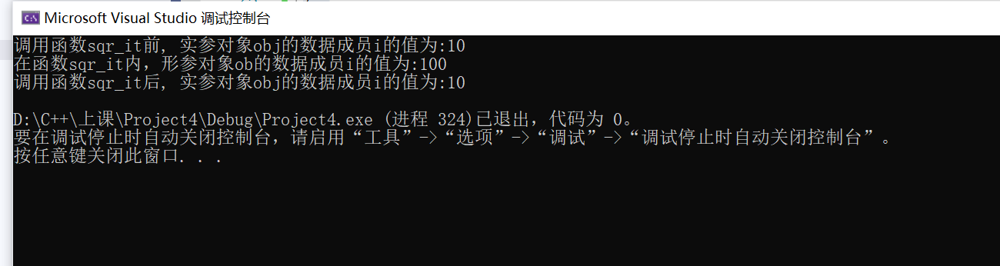 Microsoft Visual Studio 调试控制台
调用函数sqr_it前, 实参对象obj的数据成员i的值为:10
在函数sqr_it内，形参对象ob的数据成员i的值为:100
调用函数sqr_it后, 实参对象obj的数据成员i的值为:10
D:\C++\上课\Project4\Debug\Project4.exe (进程 324)已退出，代码为 0。
要在调试停止时自动关闭控制台，请启用“工具”->“选项”->“调试”->“调试停止时自动关闭控制台”。
按任意键关闭此窗口. . .